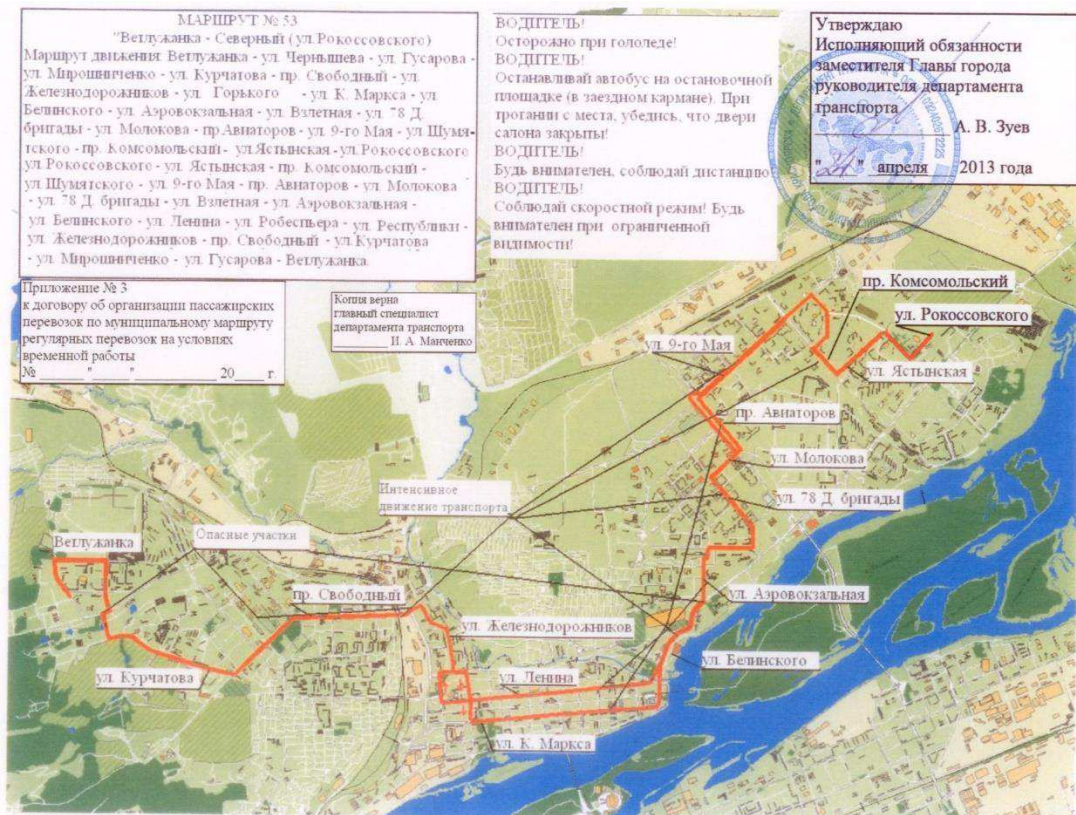 МАРШРУТ № 53
"Ветлужанка - Северный (ул.Рокоссовского)
Маршрут движения: Ветлужанка - ул. Чернышева - ул. Гусарова -
ул. Мирошниченко - ул. Курчатова - пр. Свободный - ул.
Железнодорожников - ул. Горького - ул. К. Маркса - ул.
Белинского - ул. Аэровокзальная - ул. Взлетная - ул. 78 Д.
бригады - ул. Молокова - пр.Авиаторов - ул. 9-го Мая - ул Шумя-
тского - пр. Комсомольский - ул.Ястынская - ул.Рокоссовского
ул.Рокоссовского - ул. Ястынская - пр. Комсомольский -
ул.Шумятского - ул. 9-го Мая - пр. Авиаторов - ул. Молокова
- ул. 78 Д. бригады - ул. Взлетная - ул. Аэровокзальная -
ул. Белинского - ул. Ленина - ул. Робеспьера - ул. Республики -
ул. Железнодорожников - пр. Свободный - ул.Курчатова
- ул. Мирошниченко - ул. Гусарова - Ветлужанка.
ВОДИТЕЛЬ!
Осторожно при гололеде!
ВОДИТЕЛЬ!
Останавливай автобус на остановочной
площадке (в заездном кармане). При
трогании с места, убедись, что двери
салона закрыты!
ВОДИТЕЛЬ!
Будь внимателен, соблюдай дистанцию
ВОДИТЕЛЬ!
Соблюдай скоростной режим! Будь
внимателен при ограниченной
видимости!
Утверждаю
Исполняющий обязанности
заместителя Главы города
руководителя департамента
транспорта
А. В. Зуев
"24" апреля 2013 года
Приложение № 3
к договору об организации пассажирских
перевозок по муниципальному маршруту
регулярных перевозок на условиях
временной работы
№ ______ " ____ " ____________ 20____ г.
Копия верна
главный специалист
департамента транспорта
________ И. А. Манченко
пр. Комсомольский
ул. Рокоссовского
ул. 9-го Мая
ул. Ястынская
пр. Авиаторов
ул. Молокова
Интенсивное
движение транспорта
ул. 78 Д. бригады
Ветлужанка
Опасные участки
пр. Свободный
ул. Аэровокзальная
ул. Железнодорожников
ул. Белинского
ул. Курчатова
ул. Ленина
ул. К. Маркса